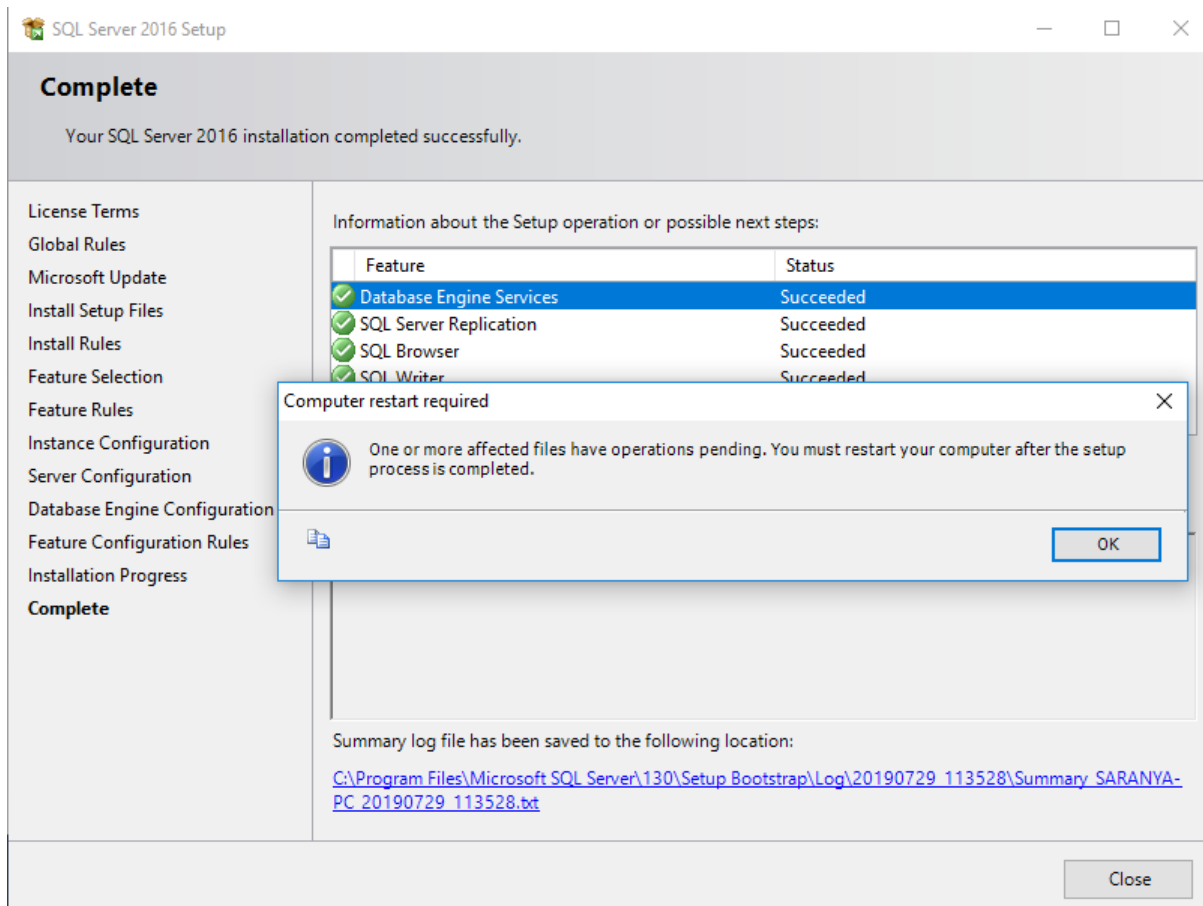 SQL Server 2016 Setup
Complete
Your SQL Server 2016 installation completed successfully.
License Terms
Global Rules
Microsoft Update
Install Setup Files
Install Rules
Feature Selection
Feature Rules
Instance Configuration
Server Configuration
Database Engine Configuration
Feature Configuration Rules
Installation Progress
Complete
Information about the Setup operation or possible next steps:
Feature Status
Database Engine Services Succeeded
SQL Server Replication Succeeded
SQL Browser Succeeded
SQL Writer Succeeded
Computer restart required
One or more affected files have operations pending. You must restart your computer after the setup
process is completed.
OK
Summary log file has been saved to the following location:
C:\Program Files\Microsoft SQL Server\130\Setup Bootstrap\Log\20190729_113528\Summary_SARANYA-
PC_20190729_113528.txt
Close